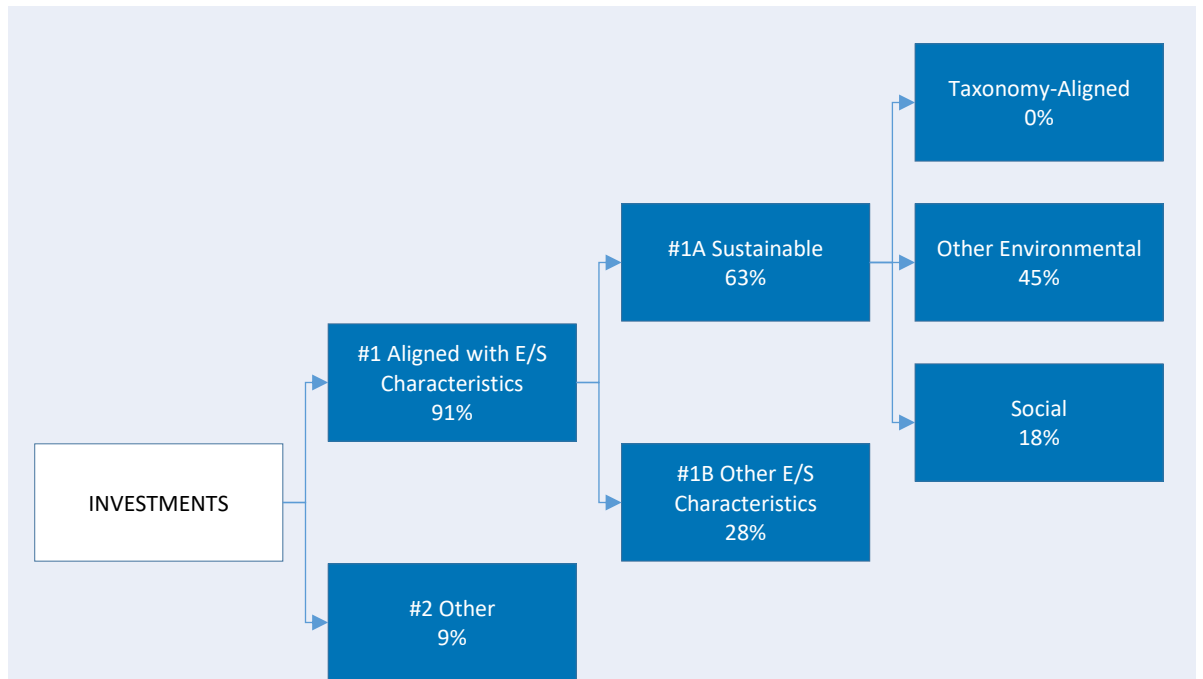 INVESTMENTS
#1 Aligned with E/S
Characteristics
91%
#2 Other
9%
#1A Sustainable
63%
#1B Other E/S
Characteristics
28%
Taxonomy-Aligned
0%
Other Environmental
45%
Social
18%